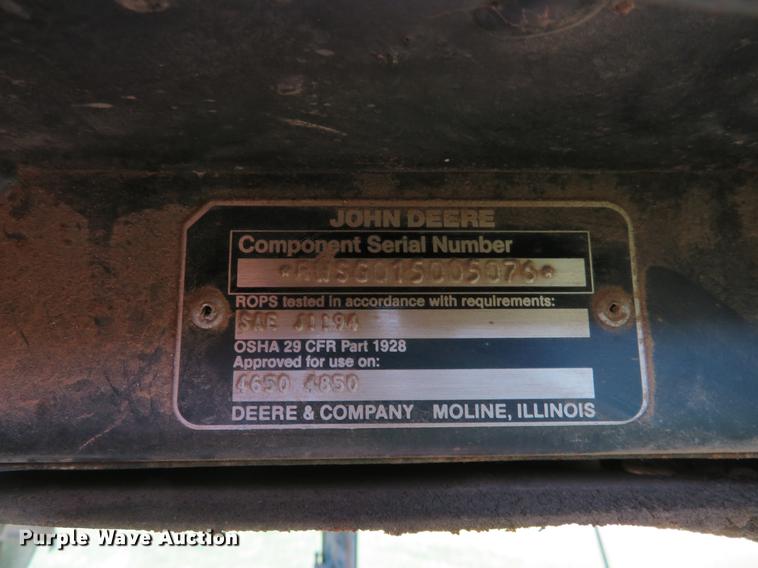 JOHN DEERE
Component Serial Number
*RWSG015005076*
ROPS tested in accordance with requirements:
SAE J1194
OSHA 29 CFR Part 1928
Approved for use on:
4650 4850
DEERE & COMPANY MOLINE, ILLINOIS
Purple Wave Auction